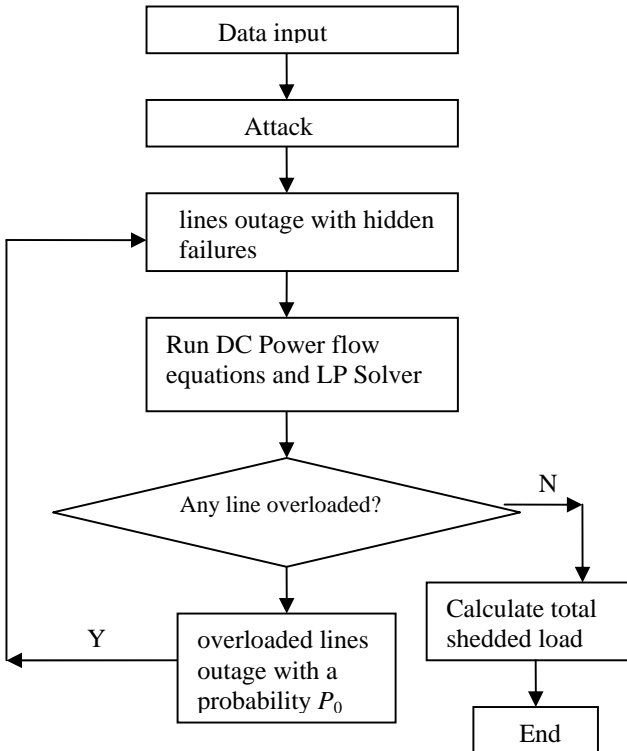 Data input
Attack
lines outage with hidden
failures
Run DC Power flow
equations and LP Solver
Any line overloaded?
N
Y
overloaded lines
outage with a
probability P0
Calculate total
shedded load
End